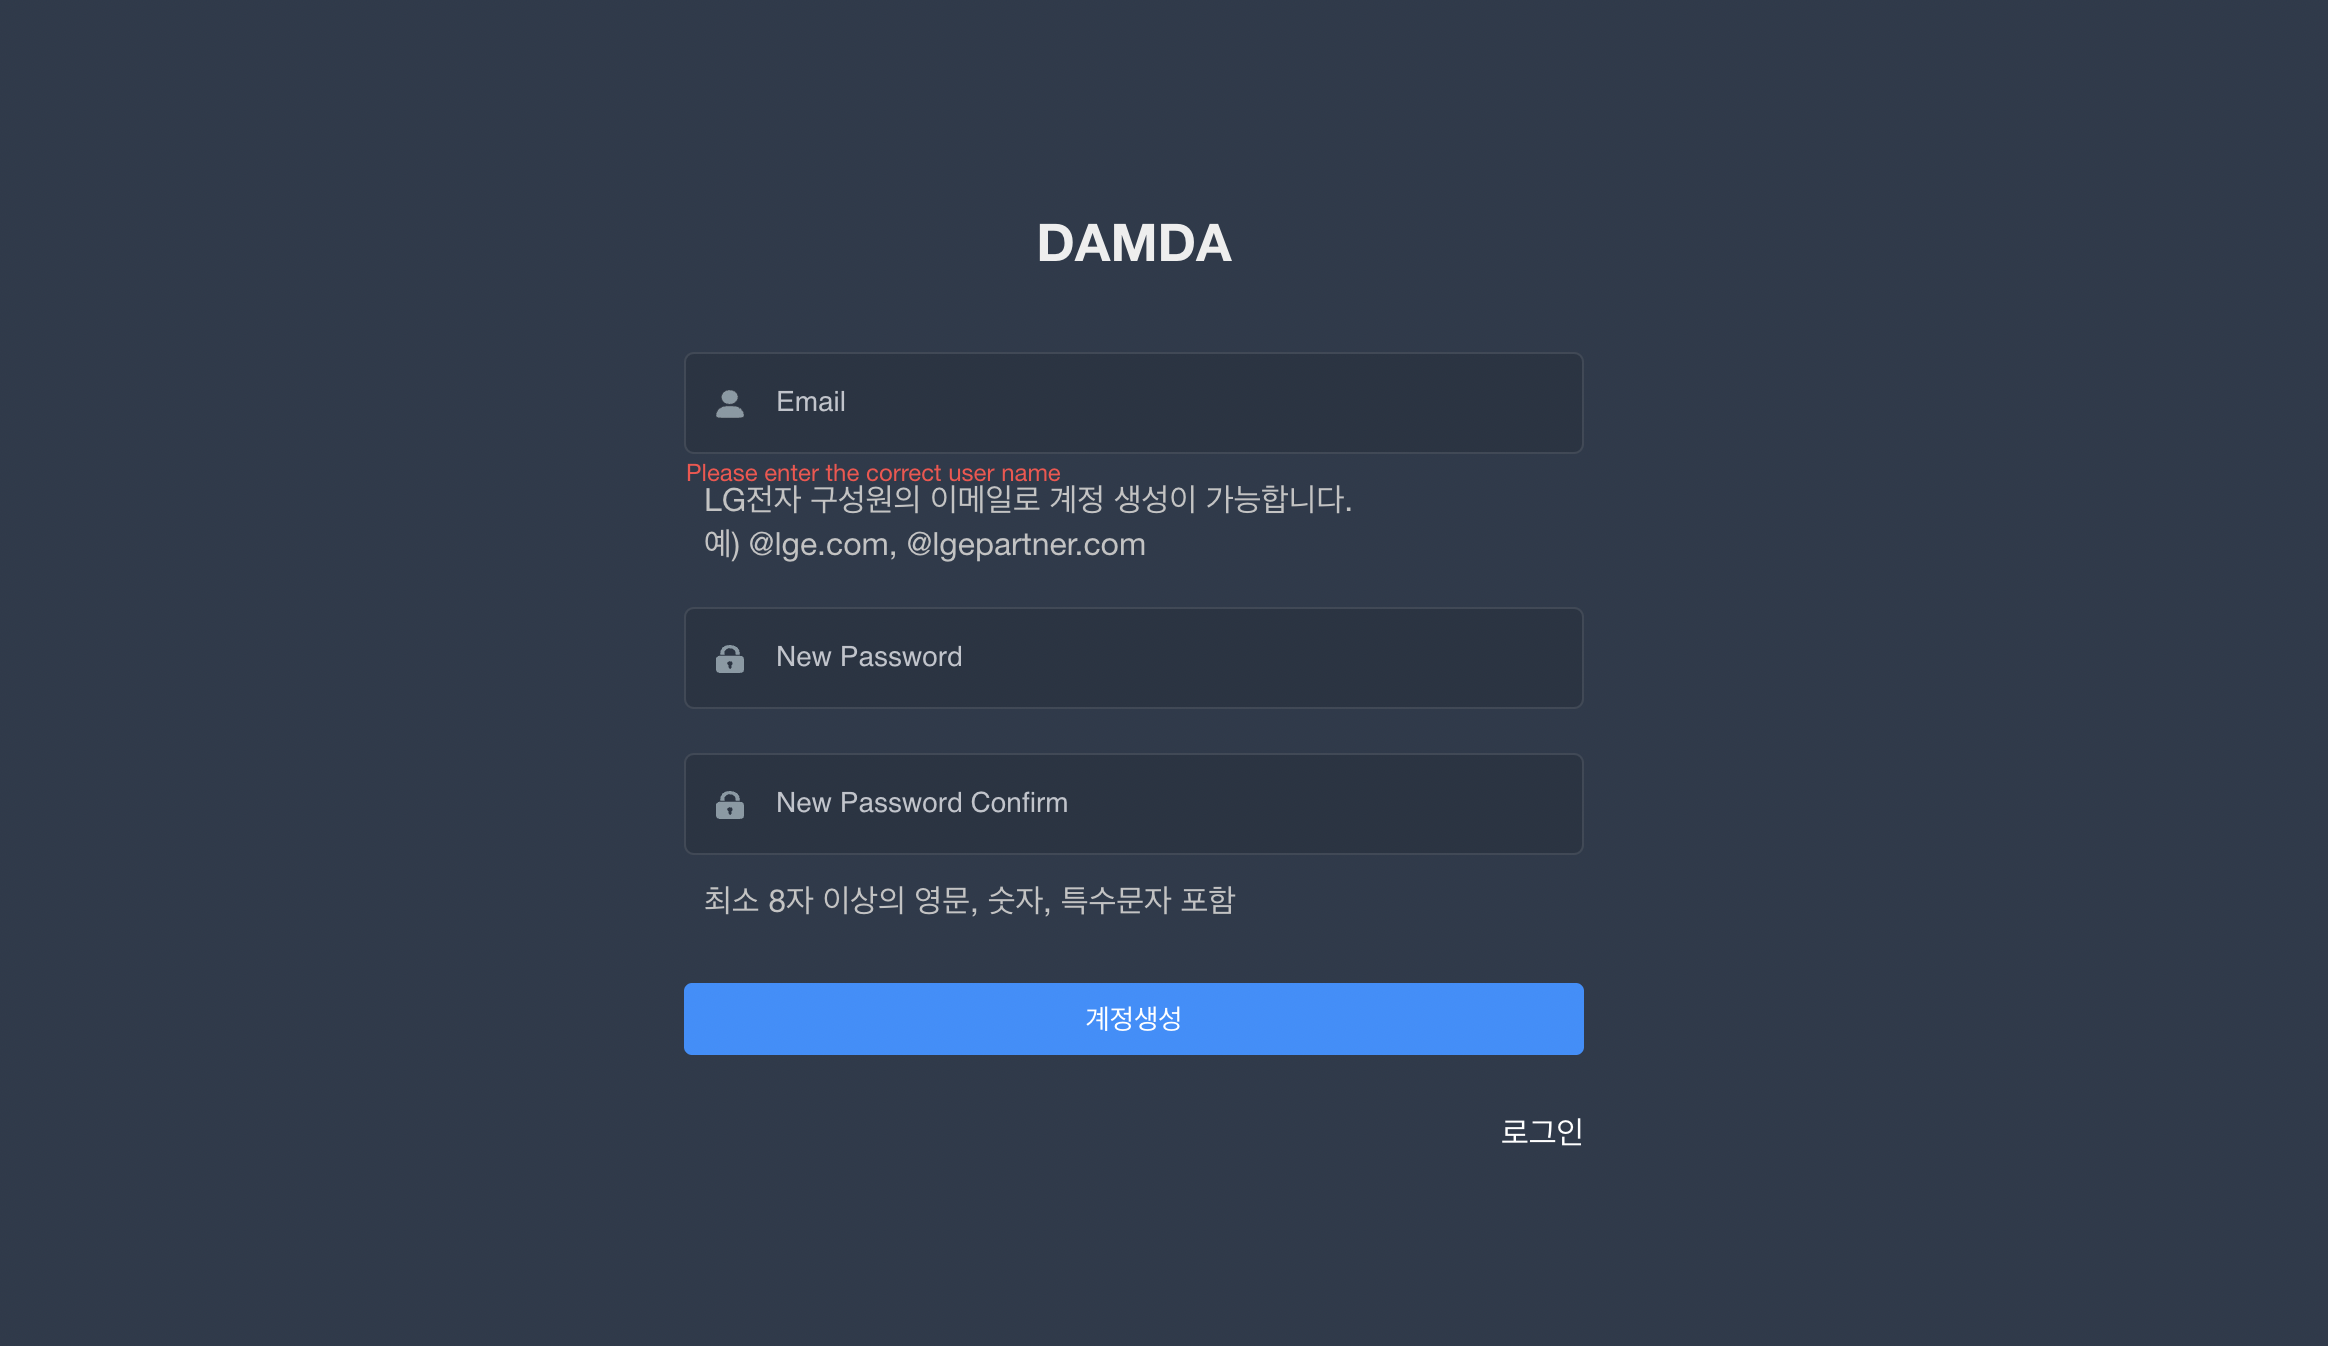 DAMDA
Email
Please enter the correct user name
LG전자 구성원의 이메일로 계정 생성이 가능합니다.
예) @lge.com, @lgepartner.com
New Password
New Password Confirm
최소 8자 이상의 영문, 숫자, 특수문자 포함
계정생성
로그인